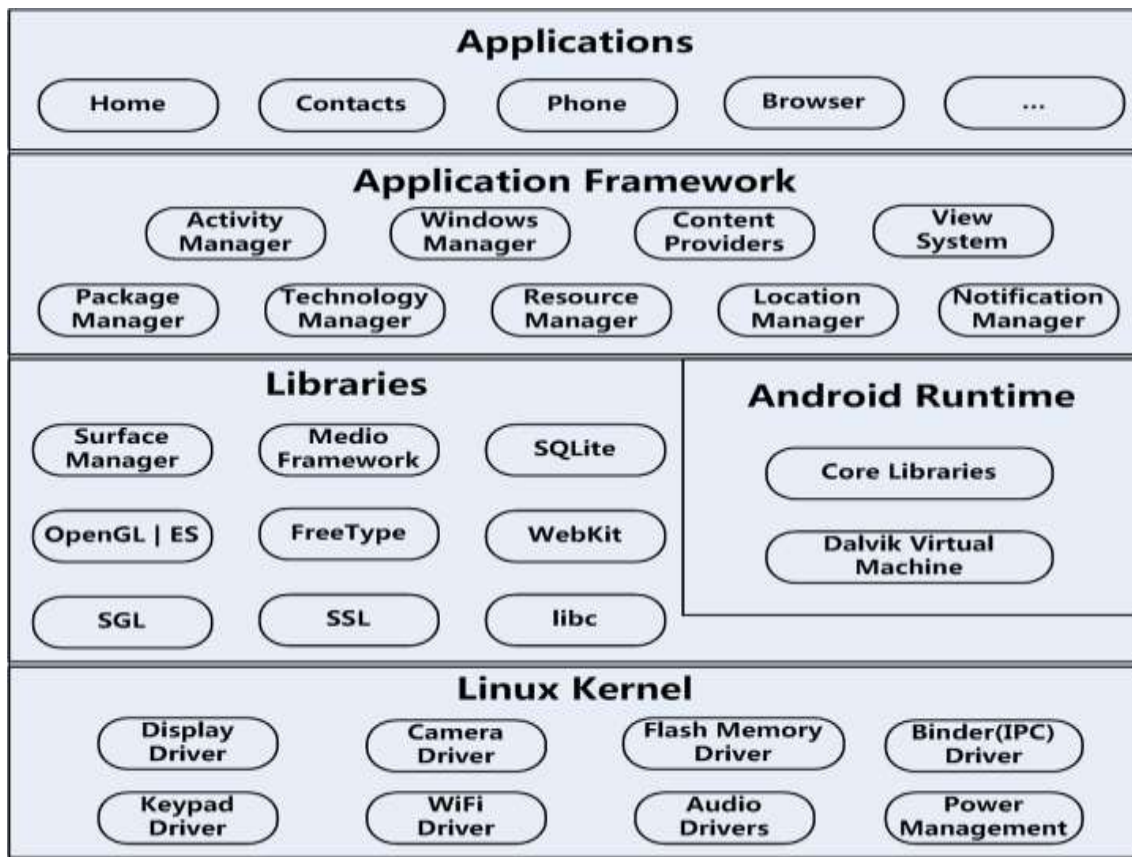 Applications
Home
Contacts
Phone
Browser
...
Application Framework
Activity
Manager
Windows
Manager
Content
Providers
View
System
Package
Manager
Technology
Manager
Resource
Manager
Location
Manager
Notification
Manager
Libraries
Surface
Manager
Medio
Framework
SQLite
OpenGL | ES
FreeType
WebKit
SGL
SSL
libc
Android Runtime
Core Libraries
Dalvik Virtual
Machine
Linux Kernel
Display
Driver
Camera
Driver
Flash Memory
Driver
Binder(IPC)
Driver
Keypad
Driver
WiFi
Driver
Audio
Drivers
Power
Management